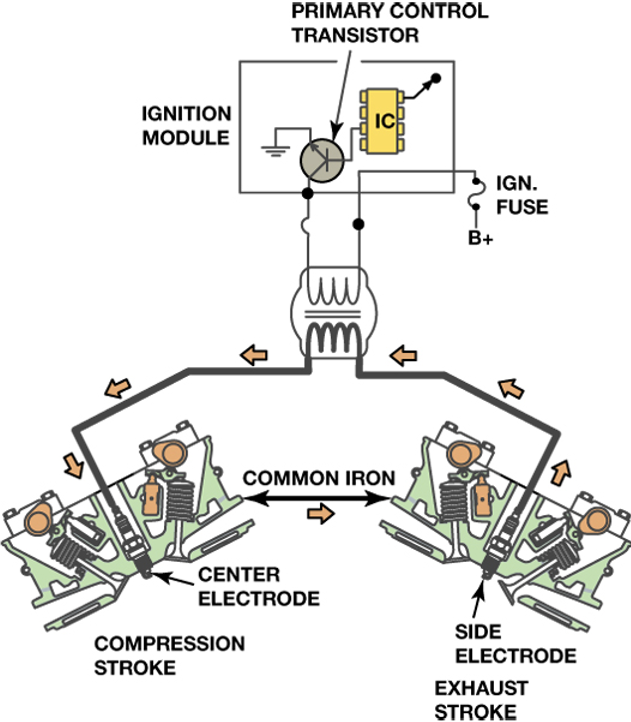 PRIMARY CONTROL
TRANSISTOR
IGNITION
MODULE
IC
IGN.
FUSE
B+
COMMON IRON
CENTER
ELECTRODE
COMPRESSION
STROKE
SIDE
ELECTRODE
EXHAUST
STROKE